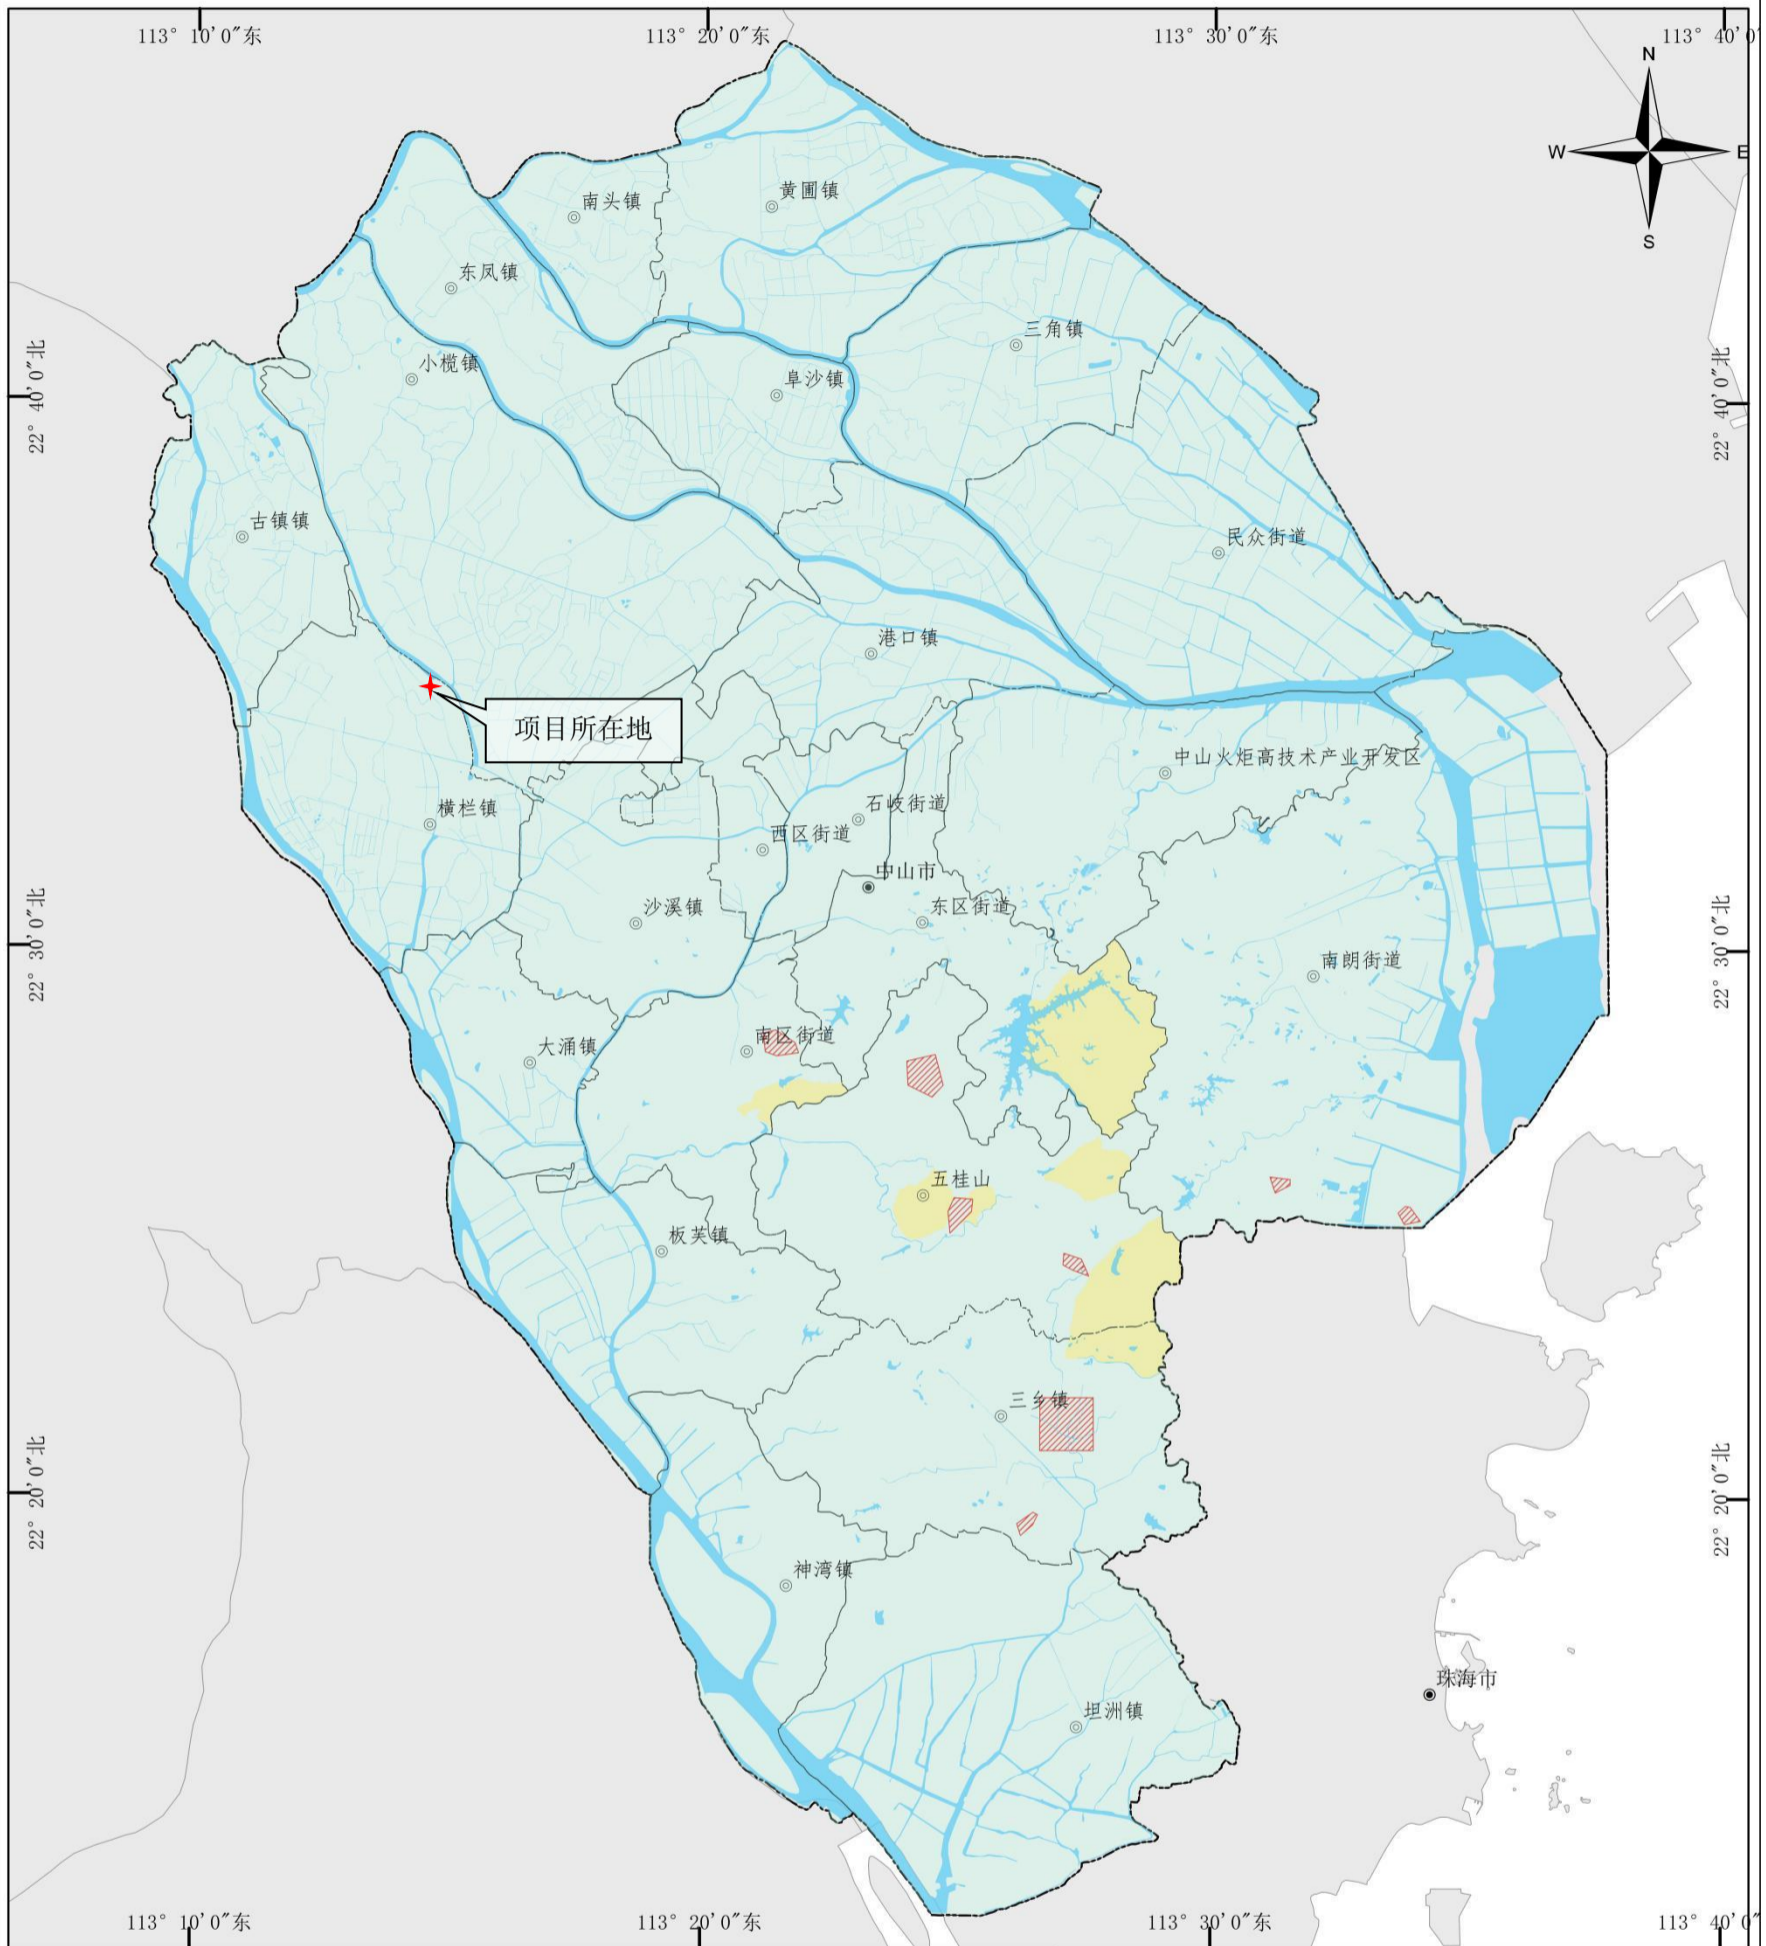 113° 10'0"东
113° 20'0"东
113° 30'0"东
113° 40'0
N
W
E
S
黄圃镇
南头镇
东凤镇
三角镇
22° 40'0"北
22° 40'0"北
小榄镇
阜沙镇
古镇镇
民众街道
港口镇
项目所在地
中山火炬高技术产业开发区
横栏镇
石岐街道
西区街道
中山市
沙溪镇
东区街道
22° 30'0"北
22° 30'0"北
南朗街道
南区街道
大涌镇
五桂山
板芙镇
三乡镇
22° 20'0"北
22° 20'0"北
神湾镇
珠海市
坦洲镇
113° 10'0"东
113° 20'0"东
113° 30'0"东
113° 40'0"